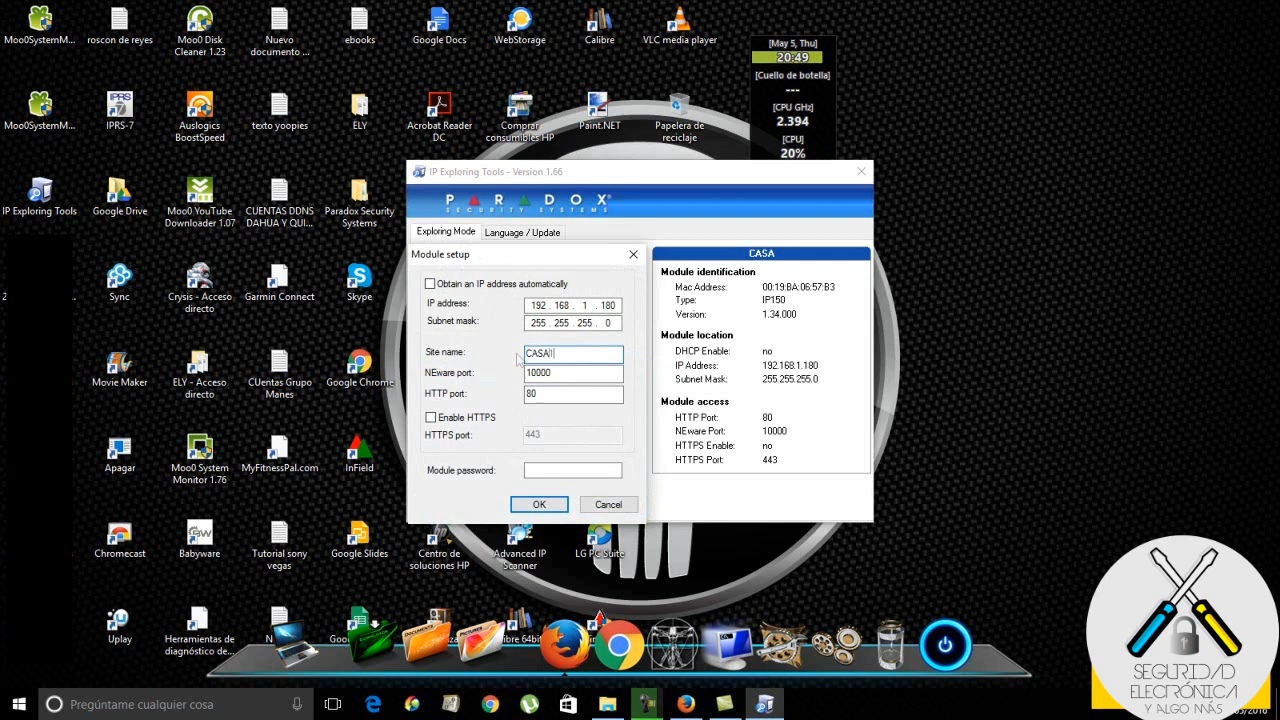 Moo0SystemM...
roscon de reyes
Moo0 Disk
Cleaner 1.23
Nuevo
documento ...
ebooks
Google Docs
WebStorage
Calibre
VLC media player
[May 5, Thu]
20:49
[Cuello de botella]
---
[CPU GHz]
2.394
[CPU]
20%
Moo0SystemM...
IPRS-7
Auslogics
BoostSpeed
texto yoopies
ELY
Acrobat Reader
DC
Comprar
consumibles HP
Paint.NET
Papelera de
reciclaje
IP Exploring Tools
Google Drive
Moo0 YouTube
Downloader 1.07
CUENTAS DDNS
DAHUA Y QUI...
Paradox Security
Systems
IP Exploring Tools - Version 1.66
PARADOX
SECURITY SYSTEMS
Exploring Mode
Language / Update
Module setup
Obtain an IP address automatically
IP address:
192 . 168 . 1 . 180
Subnet mask:
255 . 255 . 255 . 0
Site name:
NEware port:
10000
HTTP port:
80
Enable HTTPS
HTTPS port:
443
Module password:
OK
Cancel
CASA
Module identification
Mac Address: 00:19:BA:06:57:B3
Type: IP150
Version: 1.34.000
Module location
DHCP Enable: no
IP Address: 192.168.1.180
Subnet Mask: 255.255.255.0
Module access
HTTP Port: 80
NEware Port: 10000
HTTPS Enable: no
HTTPS Port: 443
2
Sync
Crysis - Acceso
directo
Garmin Connect
Skype
Movie Maker
ELY - Acceso
directo
CUentas Grupo
Manes
Google Chrome
Apagar
Moo0 System
Monitor 1.76
MyFitnessPal.com
InField
Chromecast
Babyware
Tutorial sony
vegas
Google Slides
Centro de
soluciones HP
Advanced IP
Scanner
LG PC Suite
Uplay
Herramientas de
diagnóstico de...
Pregúntame cualquier cosa
SEGURIDAD
ELECRÓNICA
Y ALGO MÁS